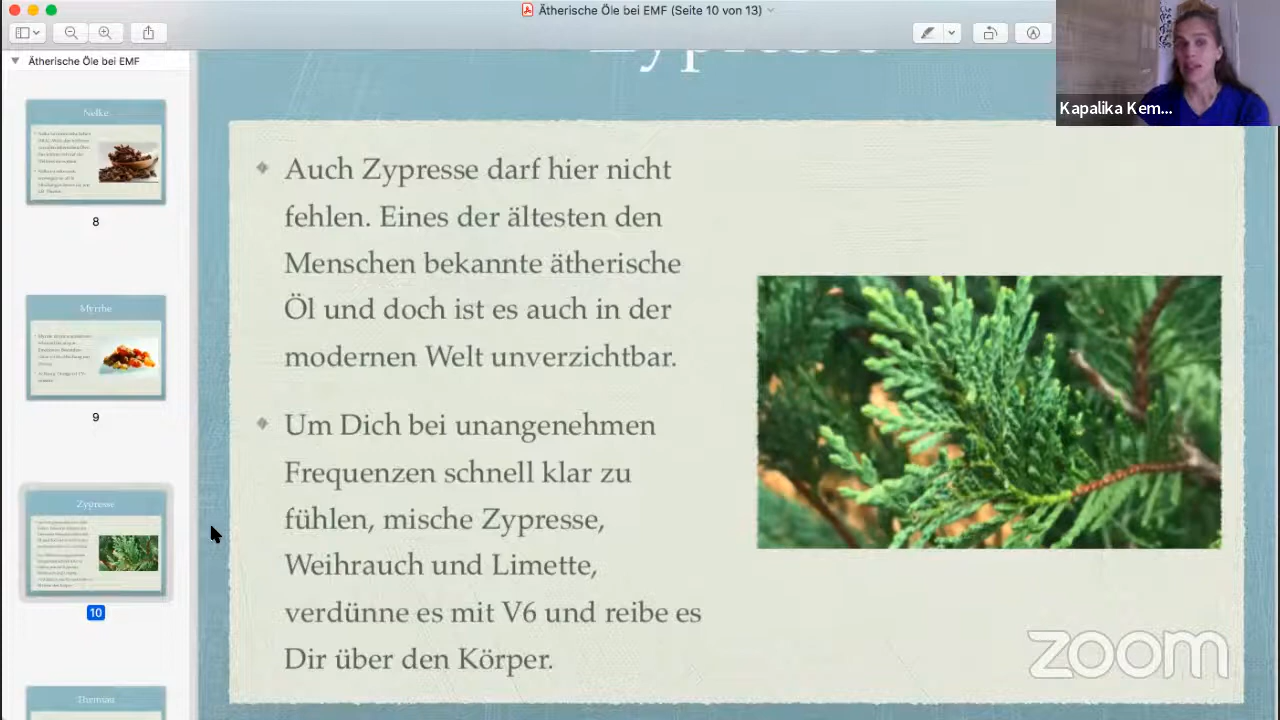 Ätherische Öle bei EMF (Seite 10 von 13)
Ätherische Öle bei EMF
Kapalika Kem...
Nelke
8
Myrrhe
9
Zypresse
10
Thymian
Zypresse
Auch Zypresse darf hier nicht
fehlen. Eines der ältesten den
Menschen bekannte ätherische
Öl und doch ist es auch in der
modernen Welt unverzichtbar.
Um Dich bei unangenehmen
Frequenzen schnell klar zu
fühlen, mische Zypresse,
Weihrauch und Limette,
verdünne es mit V6 und reibe es
Dir über den Körper.
zoom